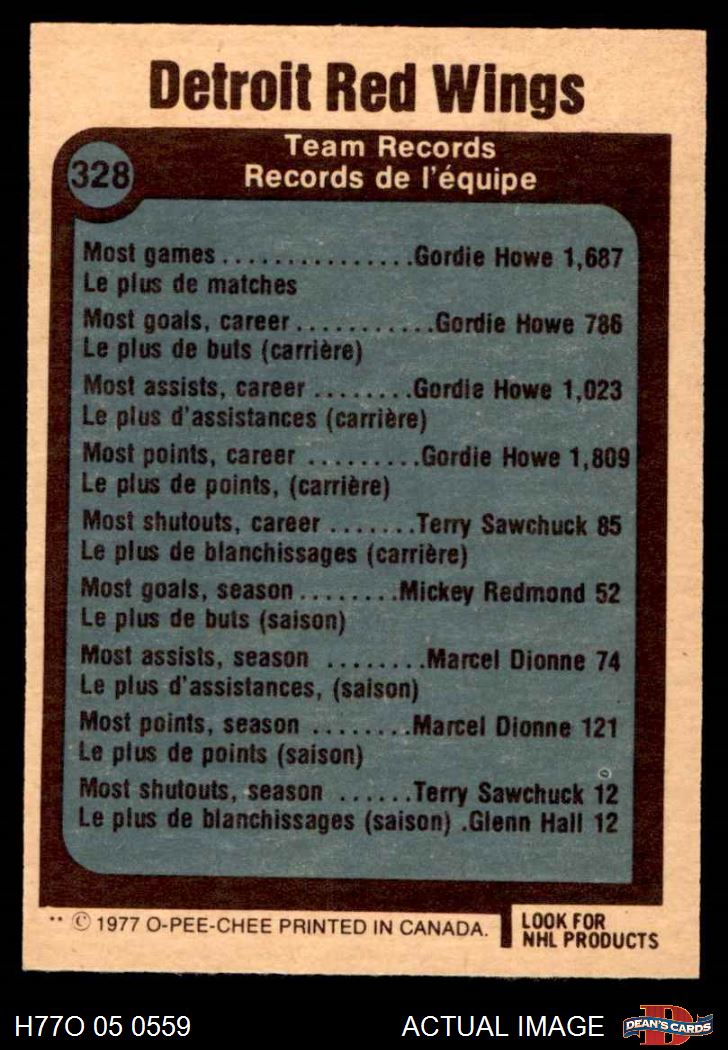 Detroit Red Wings
328
Team Records
Records de l'équipe
Most games ...............Gordie Howe 1,687
Le plus de matches
Most goals, career...........Gordie Howe 786
Le plus de buts (carrière)
Most assists, career ........Gordie Howe 1,023
Le plus d'assistances (carrière)
Most points, career .........Gordie Howe 1,809
Le plus de points, (carrière)
Most shutouts, career .......Terry Sawchuck 85
Le plus de blanchissages (carrière)
Most goals, season ........Mickey Redmond 52
Le plus de buts (saison)
Most assists, season ........Marcel Dionne 74
Le plus d'assistances, (saison)
Most points, season ........Marcel Dionne 121
Le plus de points (saison)
Most shutouts, season ......Terry Sawchuck 12
Le plus de blanchissages (saison) .Glenn Hall 12
** © 1977 O-PEE-CHEE PRINTED IN CANADA.
LOOK FOR
NHL PRODUCTS
H77O 05 0559
ACTUAL IMAGE
D
DEAN'S CARDS